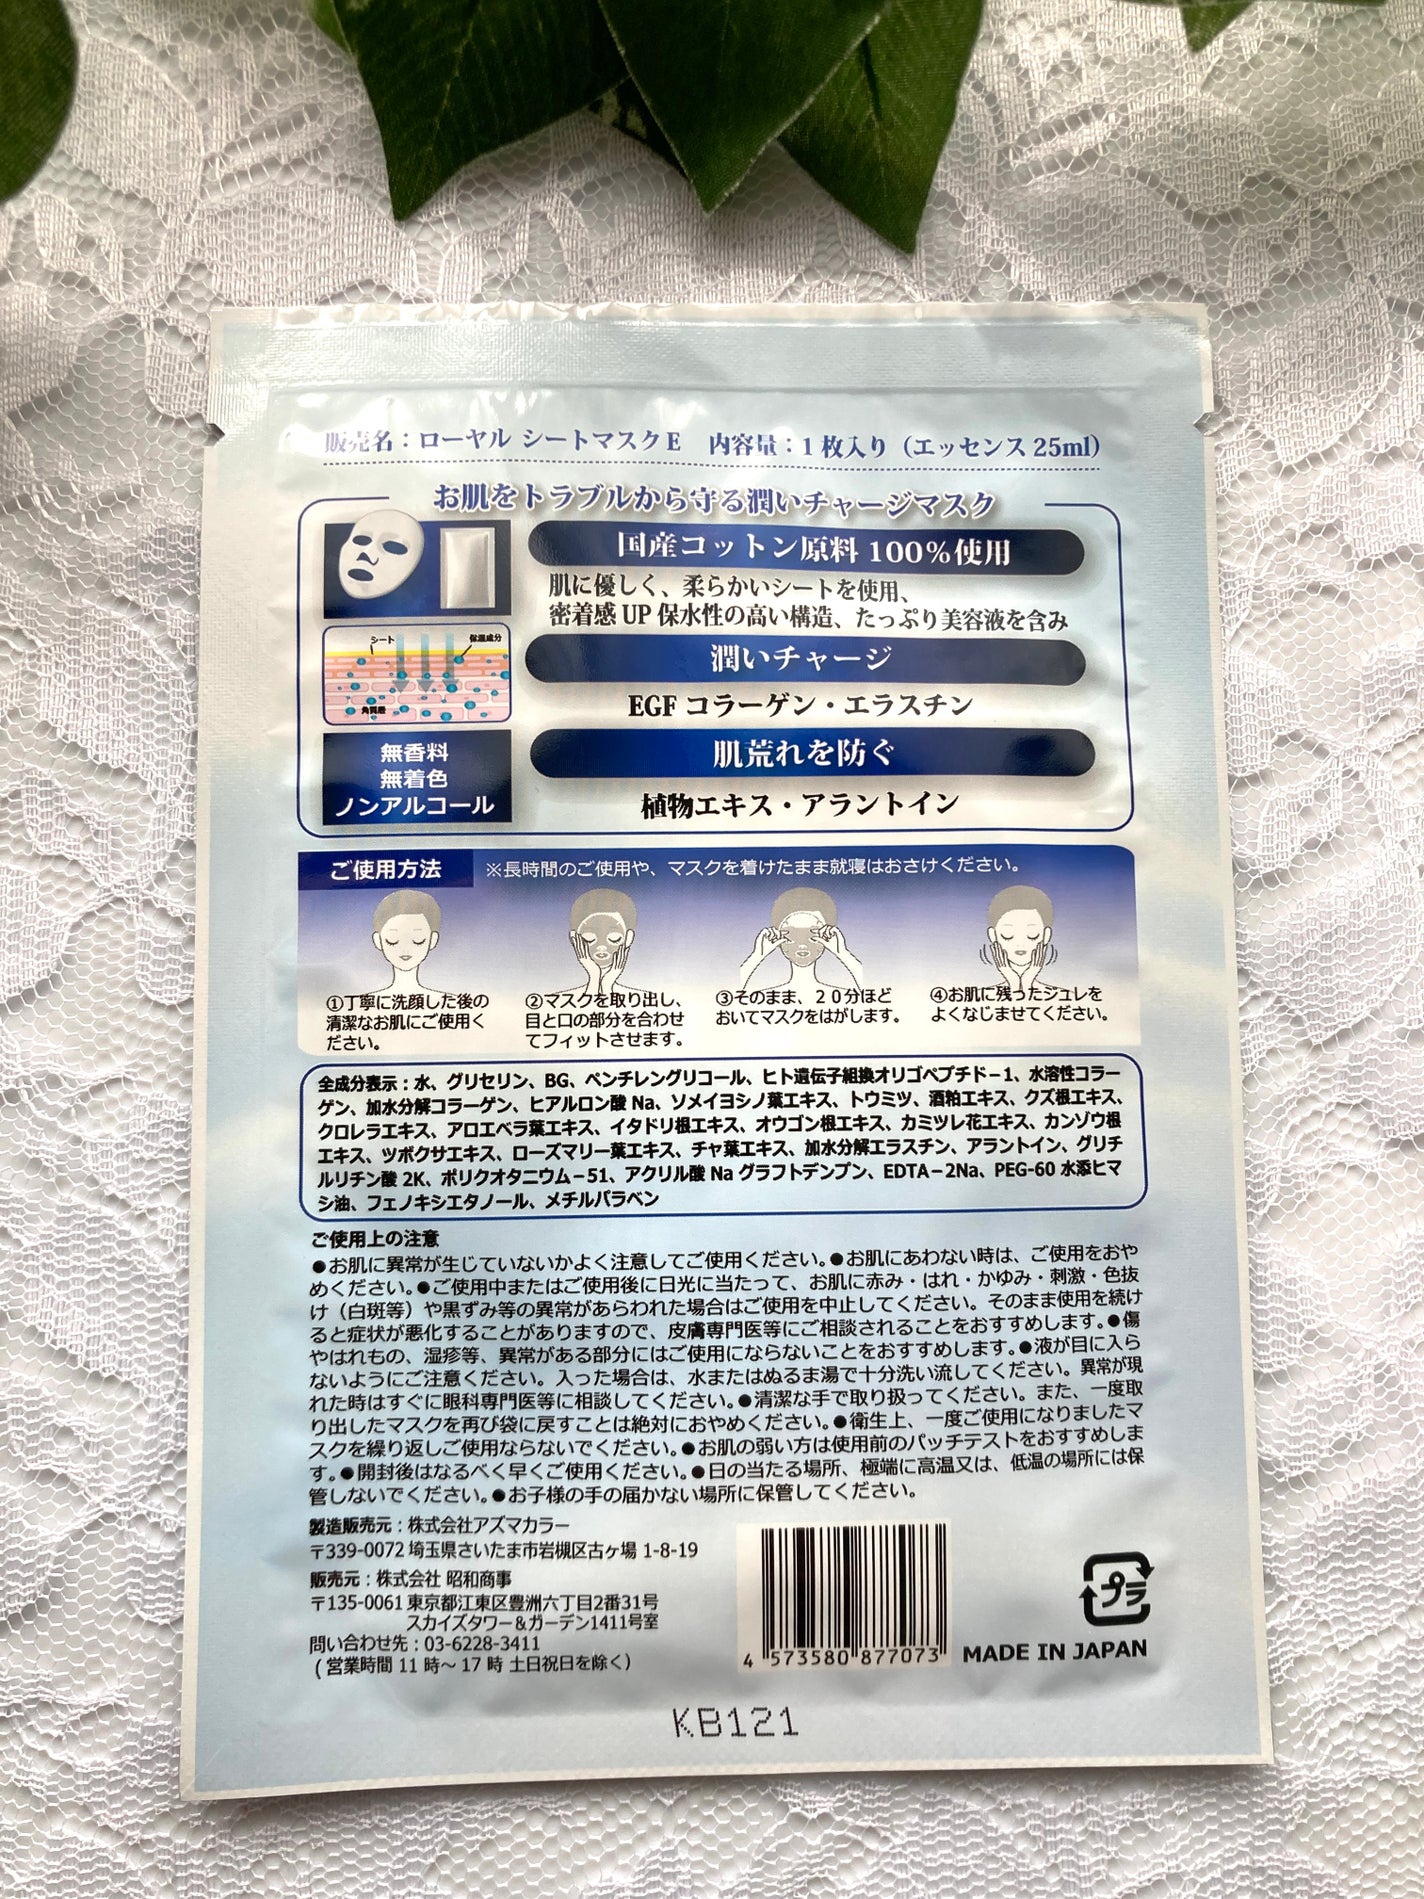 販売名：ローヤル シートマスクE 内容量：1枚入り（エッセンス25ml）
お肌をトラブルから守る潤いチャージマスク
国産コットン原料 100％使用
肌に優しく、柔らかいシートを使用、
密着感 UP 保水性の高い構造、たっぷり美容液を含み
シート
保湿成分
角質層
潤いチャージ
EGF コラーゲン・エラスチン
無香料
無着色
ノンアルコール
肌荒れを防ぐ
植物エキス・アラントイン
ご使用方法 ※長時間のご使用や、マスクを着けたまま就寝はおさけください。
①丁寧に洗顔した後の
清潔なお肌にご使用く
ださい。
②マスクを取り出し、
目と口の部分を合わせ
てフィットさせます。
③そのまま、２０分ほど
おいてマスクをはがします。
④お肌に残ったジュレを
よくなじませてください。
全成分表示：水、グリセリン、BG、ペンチレングリコール、ヒト遺伝子組換オリゴペプチドー1、水溶性コラー
ゲン、加水分解コラーゲン、ヒアルロン酸 Na、ソメイヨシノ葉エキス、トウミツ、酒粕エキス、クズ根エキス、
クロレラエキス、アロエベラ葉エキス、イタドリ根エキス、オウゴン根エキス、カミツレ花エキス、カンゾウ根
エキス、ツボクサエキス、ローズマリー葉エキス、チャ葉エキス、加水分解エラスチン、アラントイン、グリチ
ルリチン酸 2K、ポリクオタニウムー51、アクリル酸 Na グラフトデンプン、EDTAー2Na、PEG-60 水添ヒマ
シ油、フェノキシエタノール、メチルパラベン
ご使用上の注意
●お肌に異常が生じていないかよく注意してご使用ください。●お肌にあわない時は、ご使用をおや
めください。●ご使用中またはご使用後に日光に当たって、お肌に赤み・はれ・かゆみ・刺激・色抜
け（白斑等）や黒ずみ等の異常があらわれた場合はご使用を中止してください。そのまま使用を続け
ると症状が悪化することがありますので、皮膚専門医等にご相談されることをおすすめします。●傷
やはれもの、湿疹等、異常がある部分にはご使用にならないことをおすすめします。●液が目に入ら
ないようにご注意ください。入った場合は、水またはぬるま湯で十分洗い流してください。異常が現
れた時はすぐに眼科専門医等に相談してください。●清潔な手で取り扱ってください。また、一度取
り出したマスクを再び袋に戻すことは絶対におやめください。●衛生上、一度ご使用になりましたマ
スクを繰り返しご使用ならないでください。●お肌の弱い方は使用前のパッチテストをおすすめしま
す。●開封後はなるべく早くご使用ください。●日の当たる場所、極端に高温又は、低温の場所には保
管しないでください。●お子様の手の届かない場所に保管してください。
製造販売元：株式会社アズマカラー
〒339-0072 埼玉県さいたま市岩槻区古ヶ場 1-8-19
販売元：株式会社 昭和商事
〒135-0061 東京都江東区豊洲六丁目2番31号
スカイズタワー＆ガーデン1411号室
問い合わせ先：03-6228-3411
(営業時間 11 時〜 17 時 土日祝日を除く)
4 573580 877073
プラ
MADE IN JAPAN
KB121